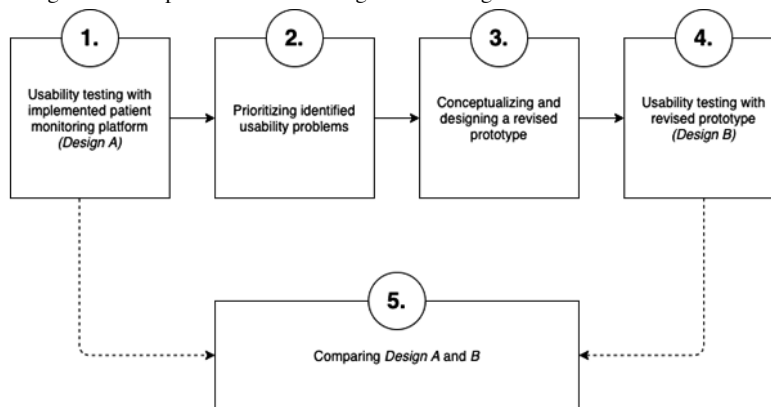 1.
Usability testing with
implemented patient
monitoring platform
(Design A)
2.
Prioritizing identified
usability problems
3.
Conceptualizing and
designing a revised
prototype
4.
Usability testing with
revised prototype
(Design B)
5.
Comparing Design A and B